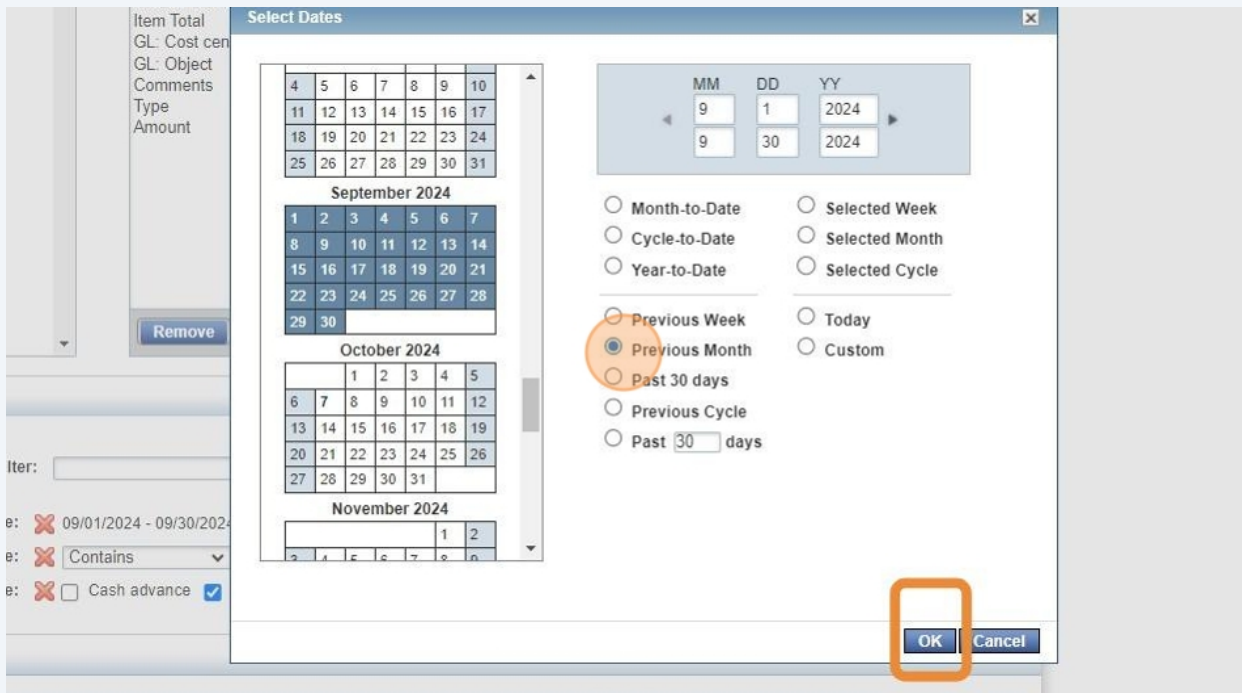 Item Total
GL: Cost cen
GL: Object
Comments
Type
Amount
Remove
lter:
e: 09/01/2024 - 09/30/2024
e: Contains
e: Cash advance
Select Dates
4 5 6 7 8 9 10
11 12 13 14 15 16 17
18 19 20 21 22 23 24
25 26 27 28 29 30 31
September 2024
1 2 3 4 5 6 7
8 9 10 11 12 13 14
15 16 17 18 19 20 21
22 23 24 25 26 27 28
29 30
October 2024
1 2 3 4 5
6 7 8 9 10 11 12
13 14 15 16 17 18 19
20 21 22 23 24 25 26
27 28 29 30 31
November 2024
1 2
3 4 5 6 7 8 9
MM DD YY
9 1 2024
9 30 2024
Month-to-Date
Cycle-to-Date
Year-to-Date
Selected Week
Selected Month
Selected Cycle
Previous Week
Previous Month
Past 30 days
Previous Cycle
Past 30 days
Today
Custom
OK Cancel